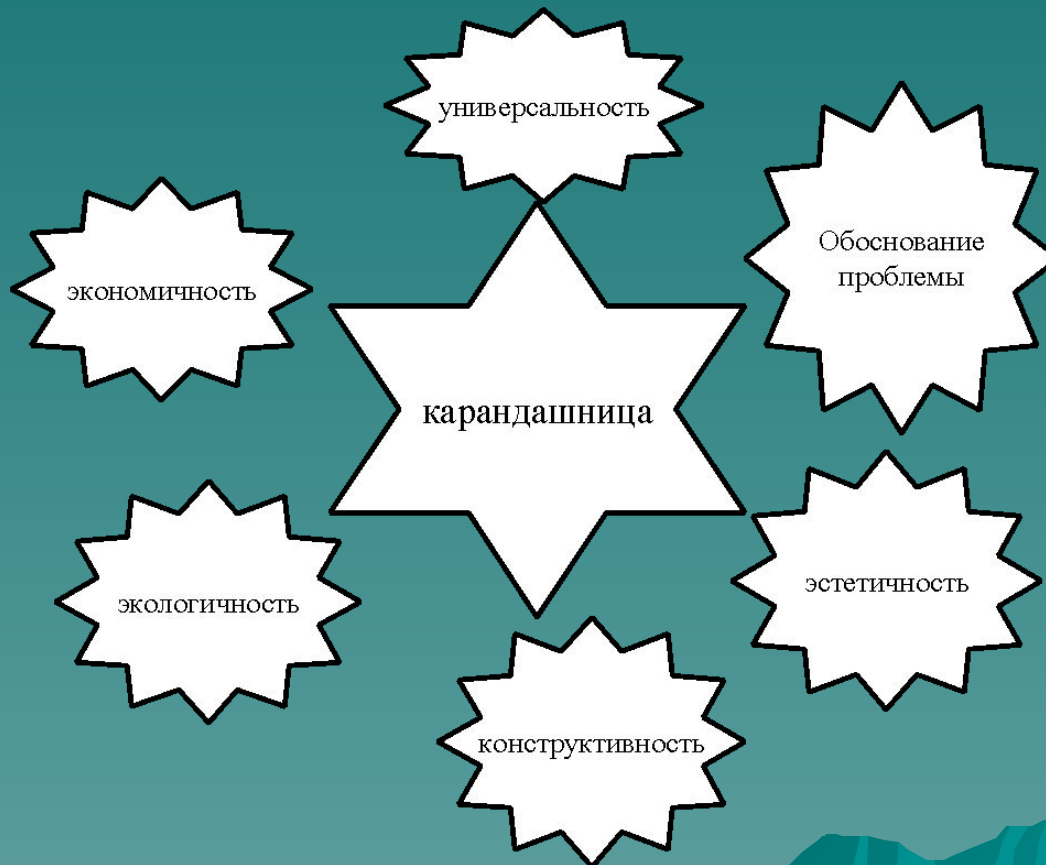 универсальность
Обоснование
проблемы
экономичность
карандашница
эстетичность
экологичность
конструктивность